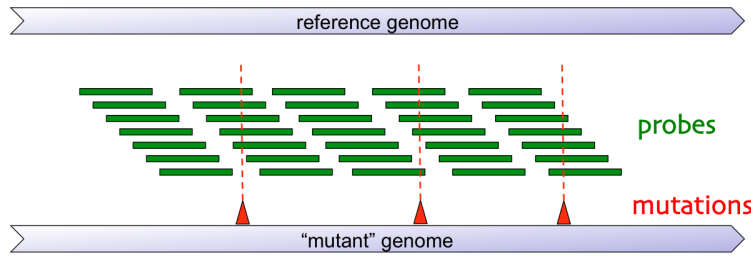 reference genome
probes
mutations
“mutant” genome